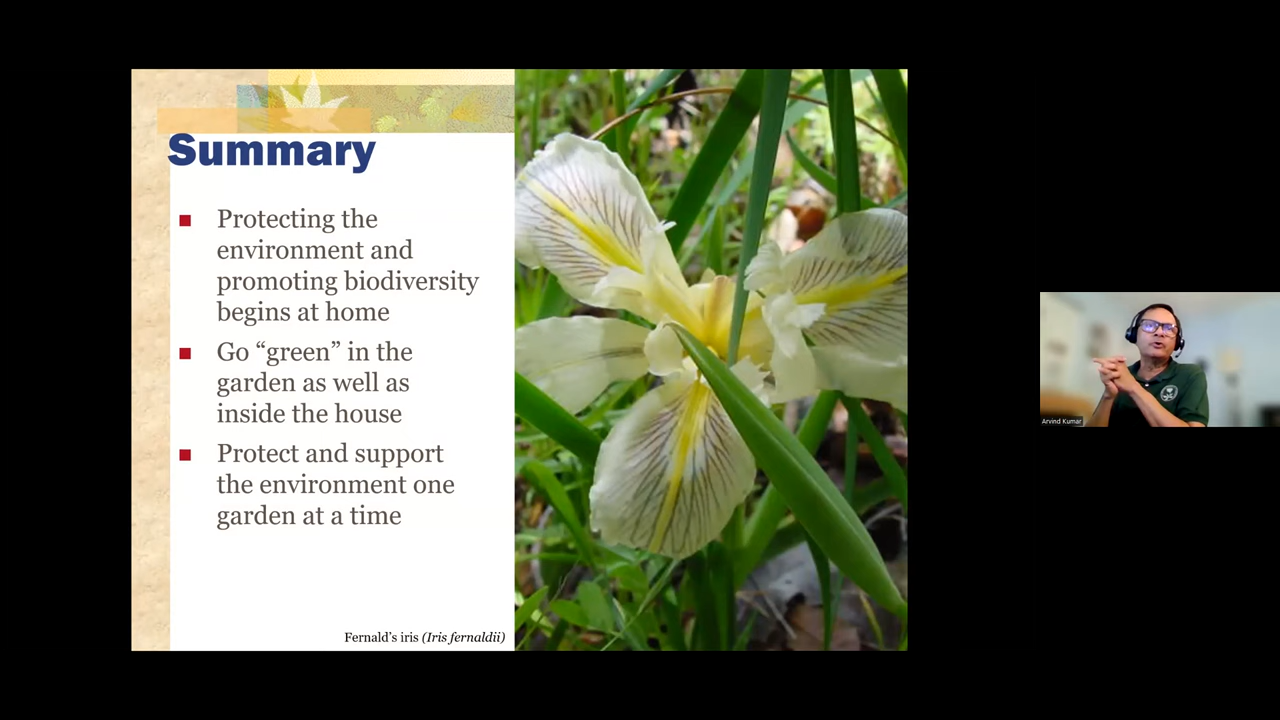 Summary
Protecting the
environment and
promoting biodiversity
begins at home
Go “green” in the
garden as well as
inside the house
Protect and support
the environment one
garden at a time
Fernald’s iris (Iris fernaldii)
Arvind Kumar